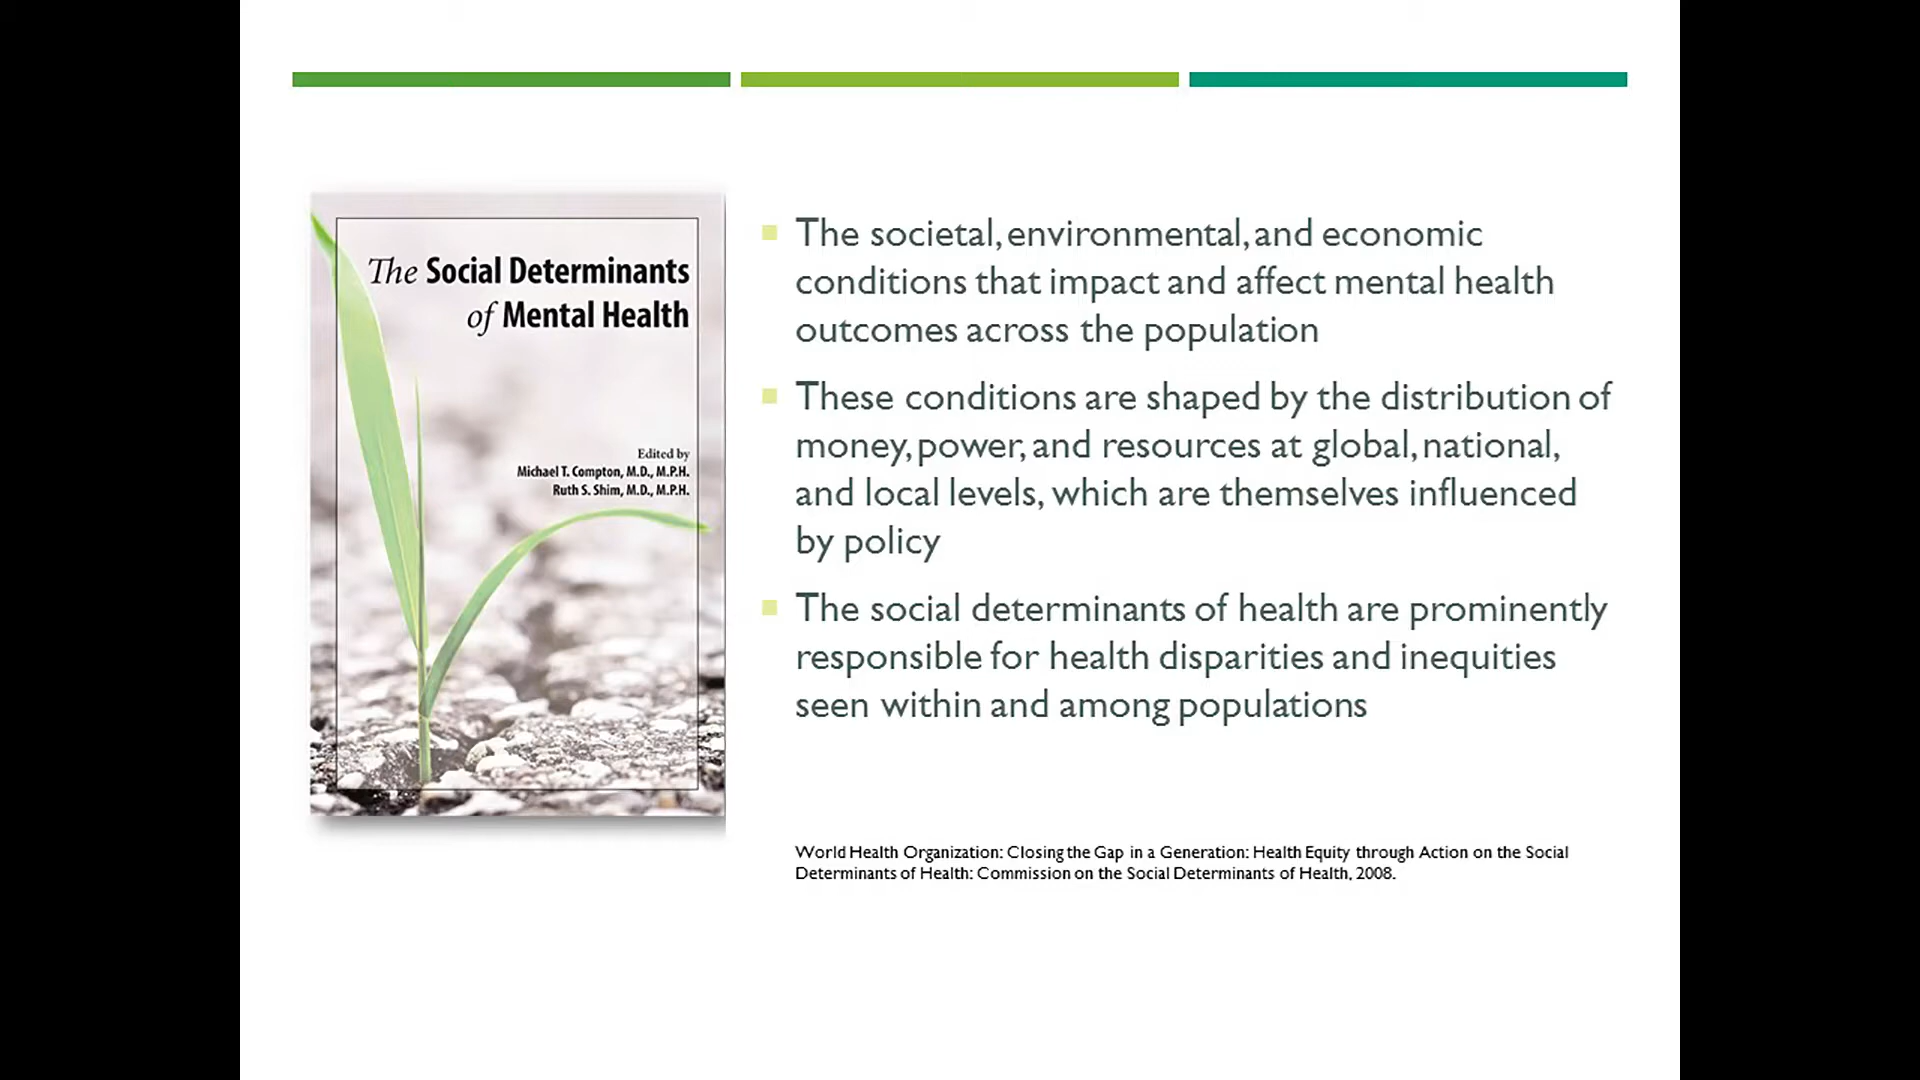 The Social Determinants
of Mental Health
Edited by
Michael T. Compton, M.D., M.P.H.
Ruth S. Shim, M.D., M.P.H.
The societal, environmental, and economic
conditions that impact and affect mental health
outcomes across the population
These conditions are shaped by the distribution of
money, power, and resources at global, national,
and local levels, which are themselves influenced
by policy
The social determinants of health are prominently
responsible for health disparities and inequities
seen within and among populations
World Health Organization: Closing the Gap in a Generation: Health Equity through Action on the Social
Determinants of Health: Commission on the Social Determinants of Health, 2008.